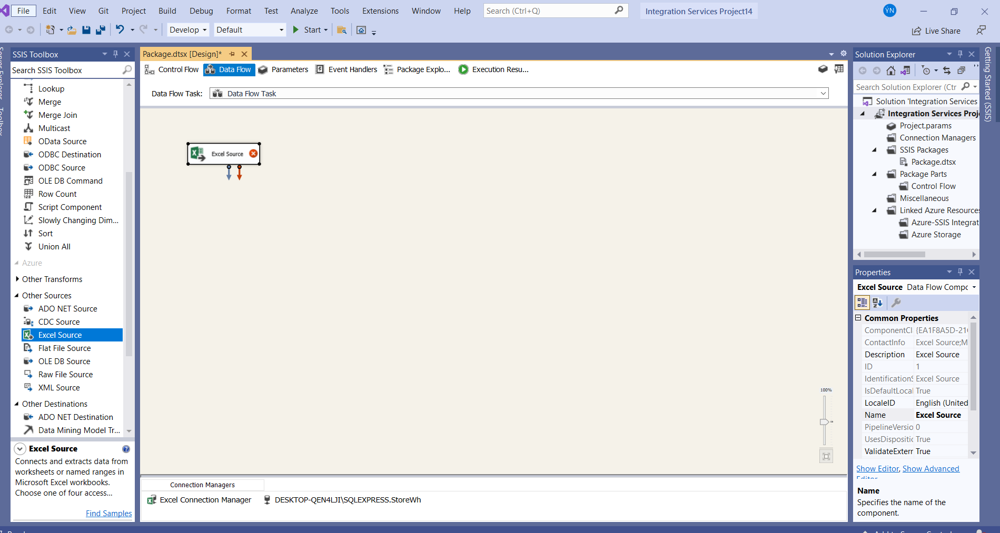 File Edit View Git Project Build Debug Format Test Analyze Tools Extensions Window Help Search (Ctrl+Q) Integration Services Project14 YN
Develop Default Start Live Share
SSIS Toolbox
Search SSIS Toolbox
Lookup
Merge
Merge Join
Multicast
OData Source
ODBC Destination
ODBC Source
OLE DB Command
Row Count
Script Component
Slowly Changing Dim...
Sort
Union All
Azure
Other Transforms
Other Sources
ADO NET Source
CDC Source
Excel Source
Flat File Source
OLE DB Source
Raw File Source
XML Source
Other Destinations
ADO NET Destination
Data Mining Model Tr...
Excel Source
Connects and extracts data from
worksheets or named ranges in
Microsoft Excel workbooks.
Choose one of four access...
Find Samples
Package.dtsx [Design]*
Control Flow Data Flow Parameters Event Handlers Package Explo... Execution Resu...
Data Flow Task: Data Flow Task
Excel Source
100%
Connection Managers
Excel Connection Manager DESKTOP-QEN4LJI\SQLEXPRESS.StoreWh
Solution Explorer
Search Solution Explorer (Ctr
Solution 'Integration Services
Integration Services Proj
Project.params
Connection Managers
SSIS Packages
Package.dtsx
Package Parts
Control Flow
Miscellaneous
Linked Azure Resources
Azure-SSIS Integrat
Azure Storage
Properties
Excel Source Data Flow Compc
Common Properties
ComponentCl {EA1F8A5D-21
ContactInfo Excel Source;M
Description Excel Source
ID 1
IdentificationS Excel Source
IsDefaultLocal True
LocaleID English (United
Name Excel Source
PipelineVersio 0
UsesDispositic True
ValidateExterr True
Show Editor, Show Advanced
Name
Specifies the name of the
component.
Getting Started (SSIS)